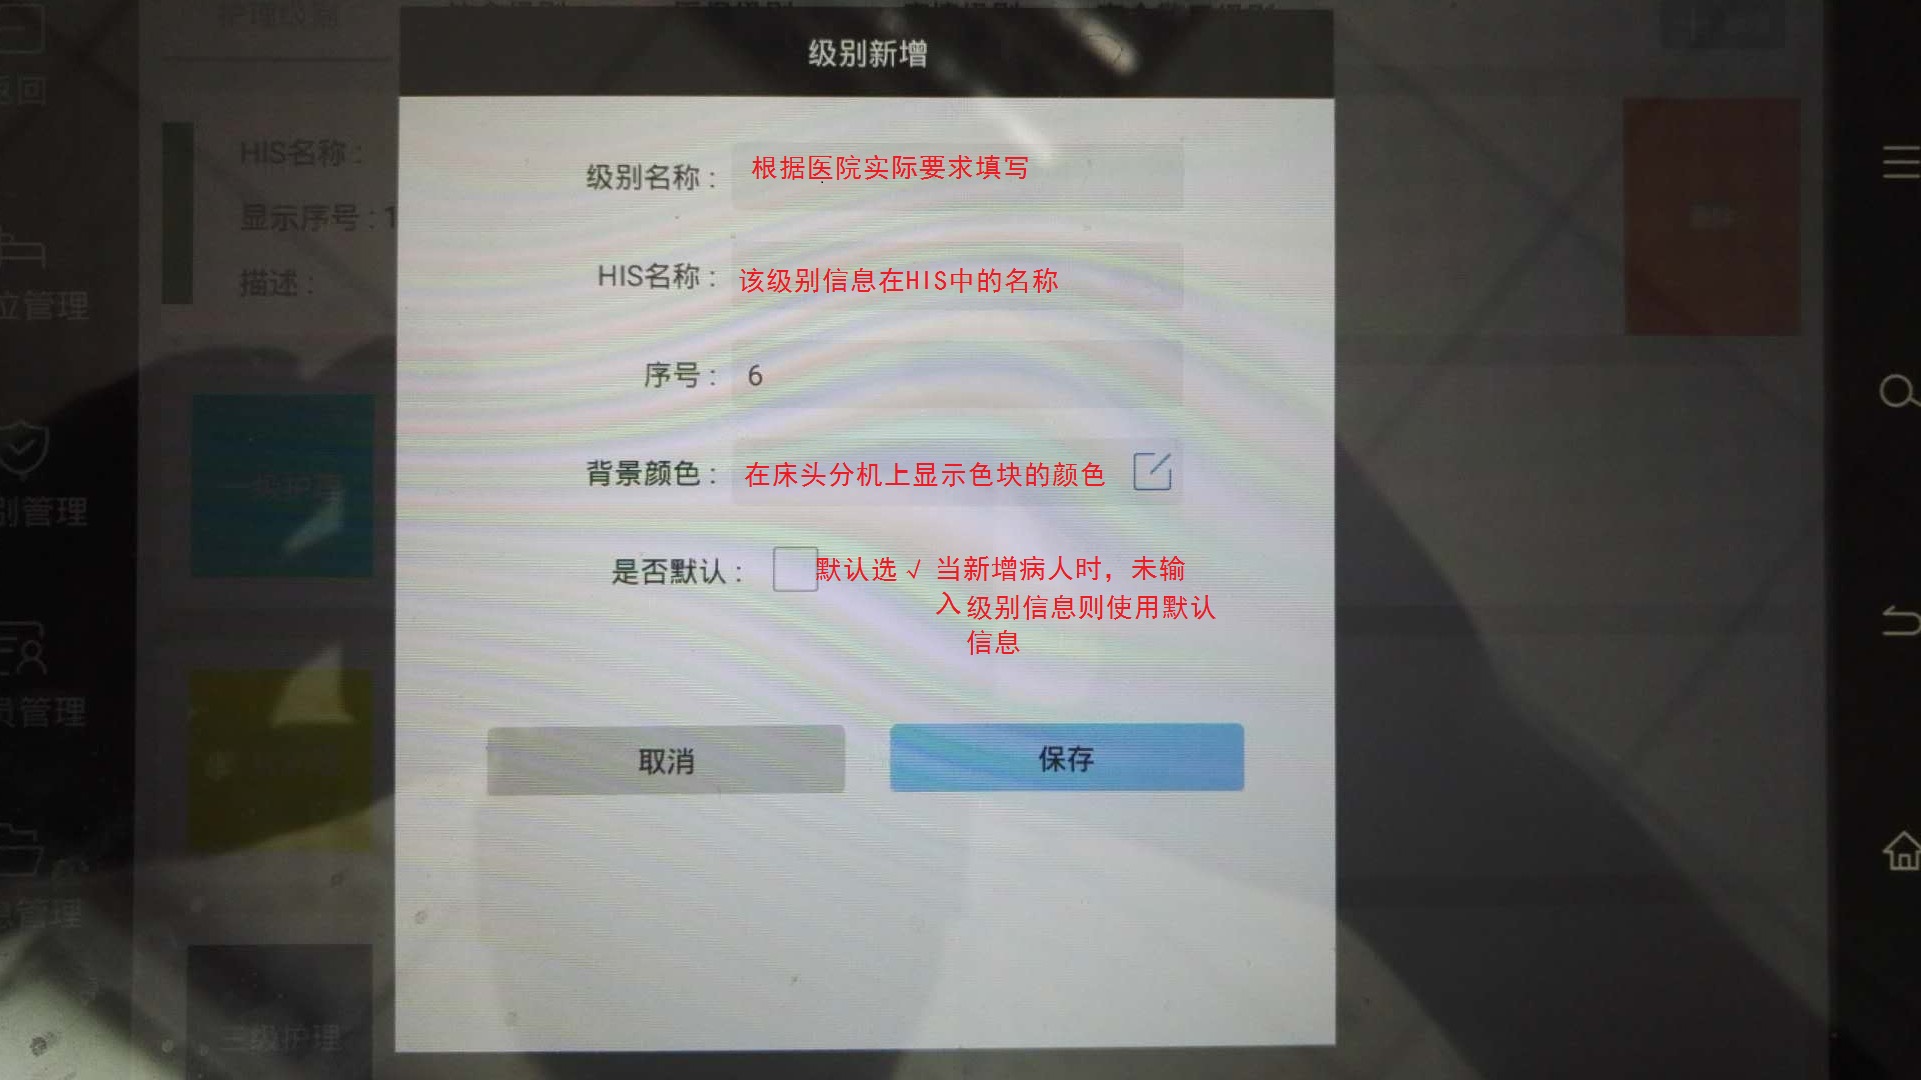 护理级别
级别新增
返回
HIS名称：
显示序号：1
描述：
级别名称：
根据医院实际要求填写
HIS名称：
该级别信息在HIS中的名称
位管理
序号：
6
背景颜色：
在床头分机上显示色块的颜色
一级护理
别管理
是否默认：
默认选 √ 当新增病人时，未输
入级别信息则使用默认
信息
员管理
取消
保存
息管理
三级护理